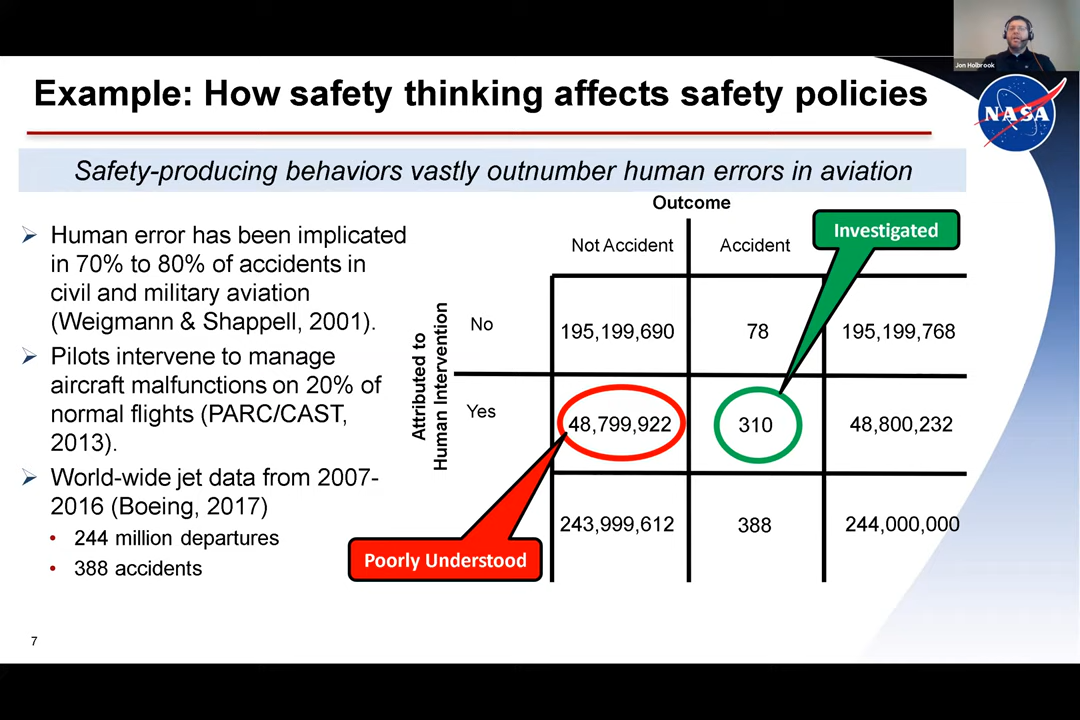 Jon Holbrook
Example: How safety thinking affects safety policies
NASA
Safety-producing behaviors vastly outnumber human errors in aviation
Human error has been implicated
in 70% to 80% of accidents in
civil and military aviation
(Weigmann & Shappell, 2001).
Pilots intervene to manage
aircraft malfunctions on 20% of
normal flights (PARC/CAST,
2013).
World-wide jet data from 2007-
2016 (Boeing, 2017)
• 244 million departures
• 388 accidents
Outcome
Not Accident Accident
Investigated
Attributed to
Human Intervention
No 195,199,690 78 195,199,768
Yes 48,799,922 310 48,800,232
243,999,612 388 244,000,000
Poorly Understood
7